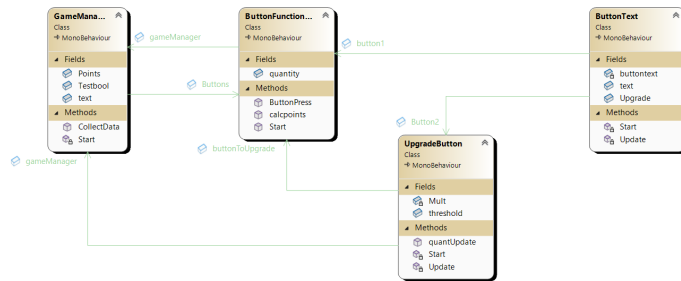 GameMana...
Class
MonoBehaviour
Fields
Points
Testbool
text
Methods
CollectData
Start
gameManager
Buttons
gameManager
ButtonFunction...
Class
MonoBehaviour
Fields
quantity
Methods
ButtonPress
calcpoints
Start
buttonToUpgrade
button1
Button2
UpgradeButton
Class
MonoBehaviour
Fields
Mult
threshold
Methods
quantUpdate
Start
Update
ButtonText
Class
MonoBehaviour
Fields
buttontext
text
Upgrade
Methods
Start
Update